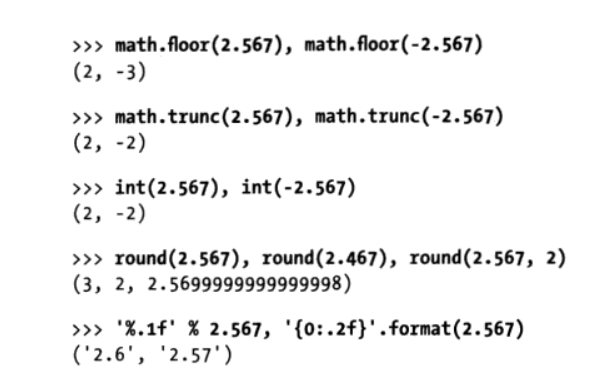 >>> math.floor(2.567), math.floor(-2.567)
(2, -3)
>>> math.trunc(2.567), math.trunc(-2.567)
(2, -2)
>>> int(2.567), int(-2.567)
(2, -2)
>>> round(2.567), round(2.467), round(2.567, 2)
(3, 2, 2.5699999999999998)
>>> '%.1f' % 2.567, '{0:.2f}'.format(2.567)
('2.6', '2.57')